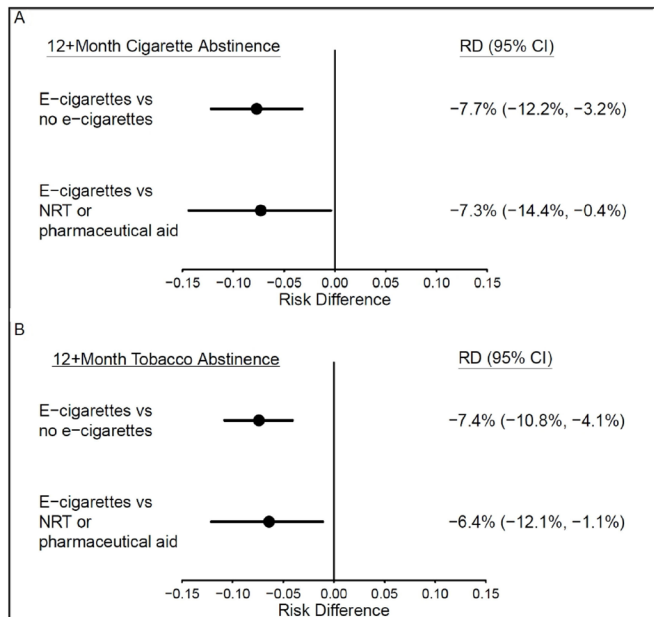 A
12+Month Cigarette Abstinence RD (95% CI)
E−cigarettes vs
no e−cigarettes
−7.7% (−12.2%, −3.2%)
E−cigarettes vs
NRT or
pharmaceutical aid
−7.3% (−14.4%, −0.4%)
−0.15 −0.10 −0.05 0.00 0.05 0.10 0.15
Risk Difference
B
12+Month Tobacco Abstinence RD (95% CI)
E−cigarettes vs
no e−cigarettes
−7.4% (−10.8%, −4.1%)
E−cigarettes vs
NRT or
pharmaceutical aid
−6.4% (−12.1%, −1.1%)
−0.15 −0.10 −0.05 0.00 0.05 0.10 0.15
Risk Difference